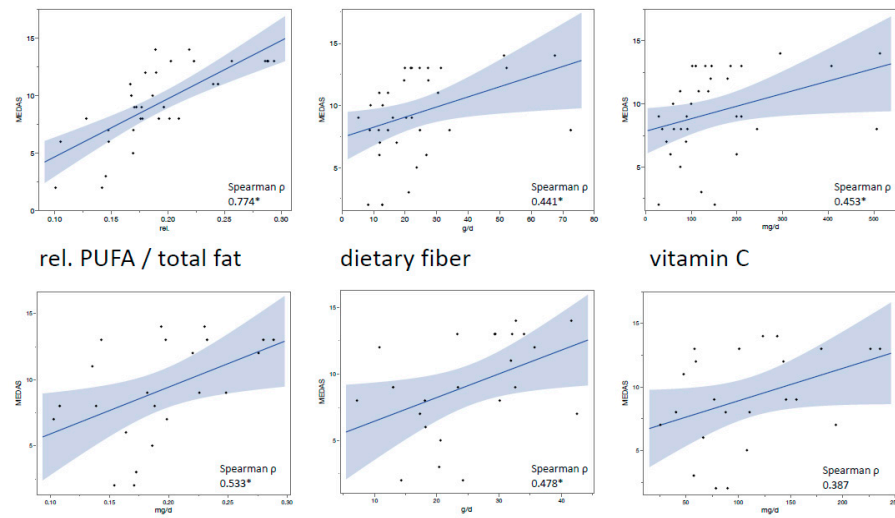 MEDAS
15
10
5
0
Spearman ρ
0.774*
0.10 0.15 0.20 0.25 0.30
rel.
MEDAS
15
10
5
Spearman ρ
0.441*
0 10 20 30 40 50 60 70 80
g/d
MEDAS
15
10
5
Spearman ρ
0.453*
0 100 200 300 400 500
mg/d
rel. PUFA / total fat
dietary fiber
vitamin C
MEDAS
15
10
5
Spearman ρ
0.533*
0.10 0.15 0.20 0.25 0.30
mg/d
MEDAS
15
10
5
Spearman ρ
0.478*
10 20 30 40
g/d
MEDAS
15
10
5
Spearman ρ
0.387
50 100 150 200 250
mg/d